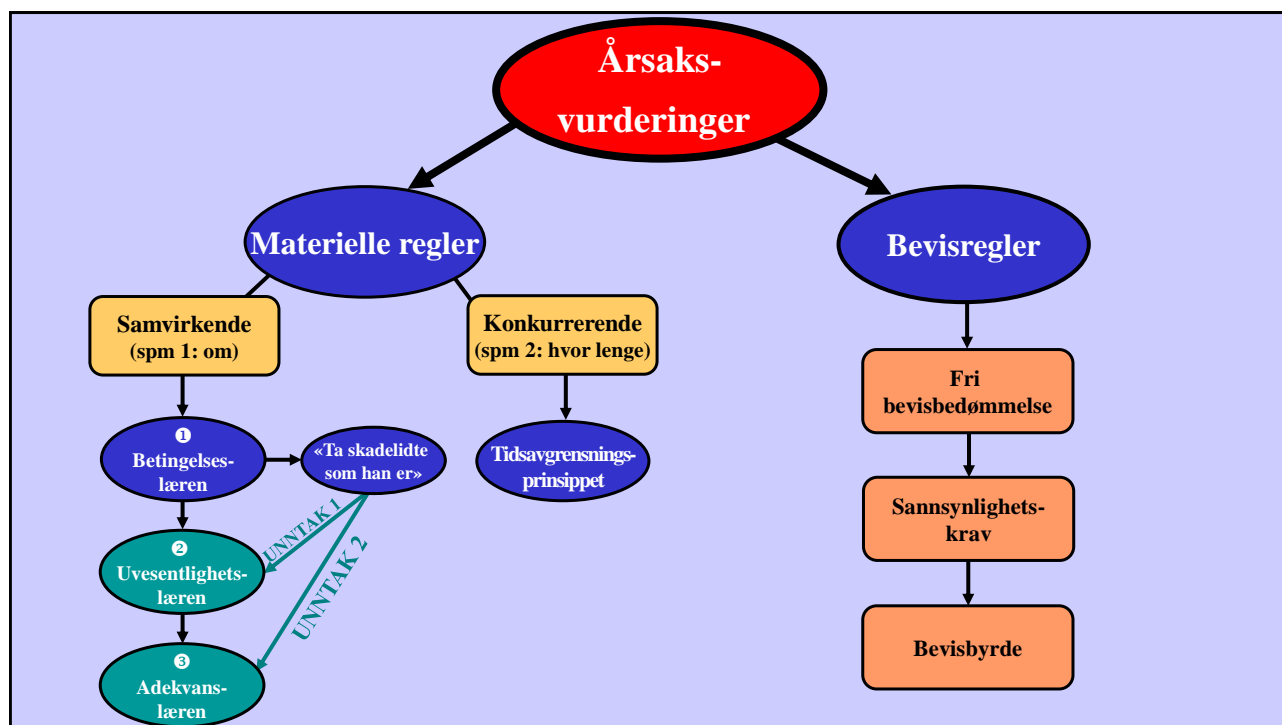 Årsaks-
vurderinger
Materielle regler
Bevisregler
Samvirkende
(spm 1: om)
Konkurrerende
(spm 2: hvor lenge)
Fri
bevisbedømmelse
❶
Betingelses-
læren
«Ta skadelidte
som han er»
Tidsavgrensnings-
prinsippet
UNNTAK 1
UNNTAK 2
Sannsynlighets-
krav
❷
Uvesentlighets-
læren
Bevisbyrde
❸
Adekvans-
læren